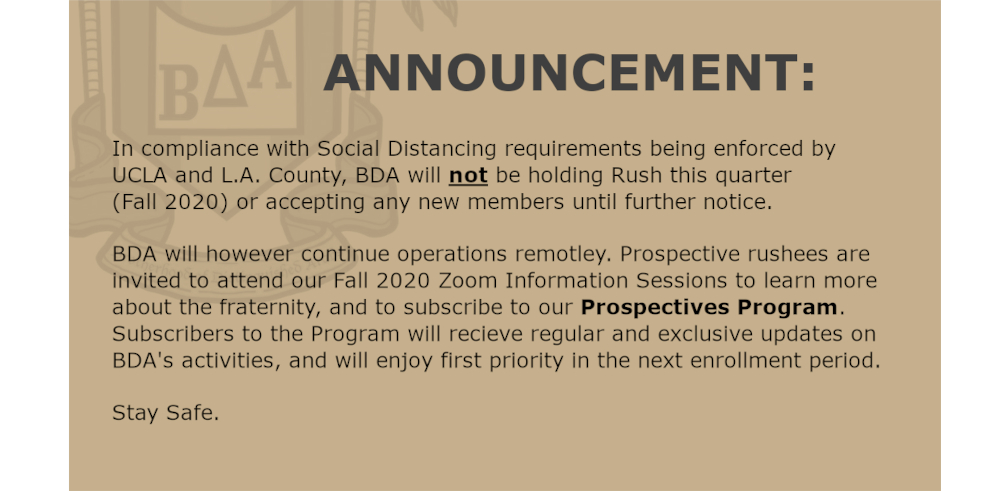 ΒΔΑ
ANNOUNCEMENT:
In compliance with Social Distancing requirements being enforced by
UCLA and L.A. County, BDA will not be holding Rush this quarter
(Fall 2020) or accepting any new members until further notice.
BDA will however continue operations remotley. Prospective rushees are
invited to attend our Fall 2020 Zoom Information Sessions to learn more
about the fraternity, and to subscribe to our Prospectives Program.
Subscribers to the Program will recieve regular and exclusive updates on
BDA's activities, and will enjoy first priority in the next enrollment period.
Stay Safe.